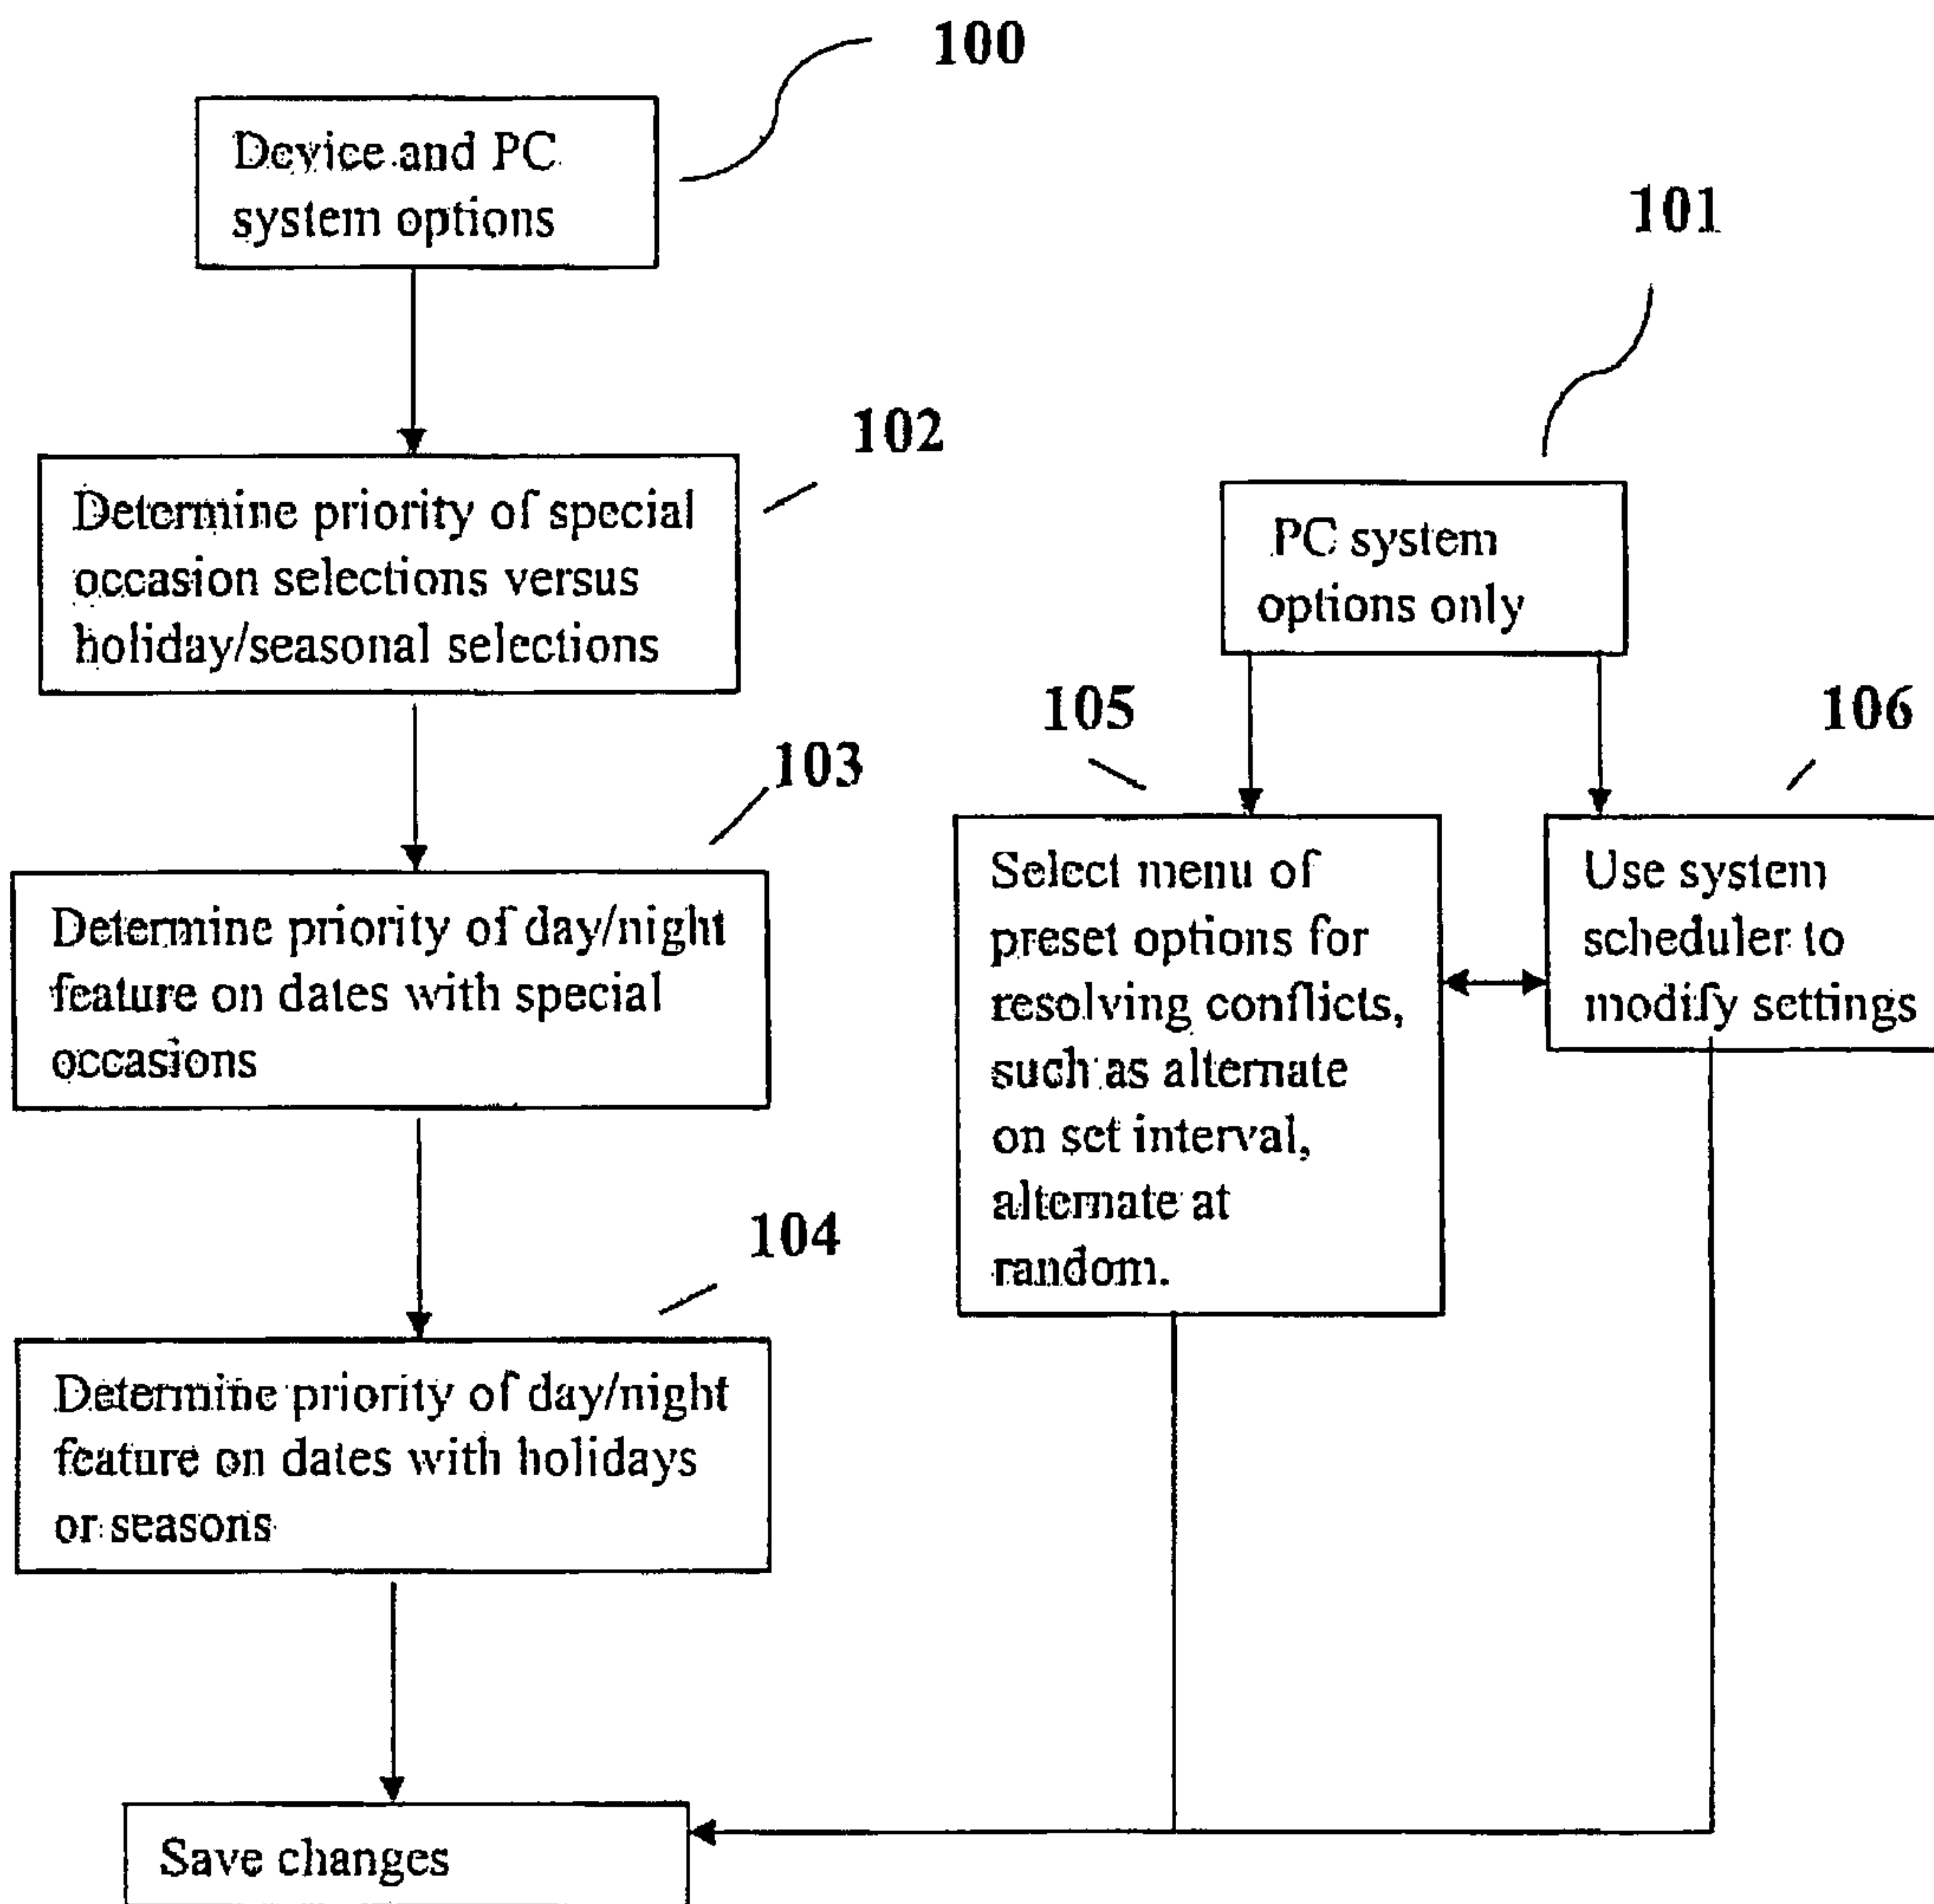 100
Device and PC
system options
101
102
Determine priority of special
occasion selections versus
holiday/seasonal selections
PC system
options only
103
105
106
Determine priority of day/night
feature on dates with special
occasions
Select menu of
preset options for
resolving conflicts,
such as alternate
on set interval,
alternate at
random.
Use system
scheduler to
modify settings
104
Determine priority of day/night
feature on dates with holidays
or seasons
Save changes